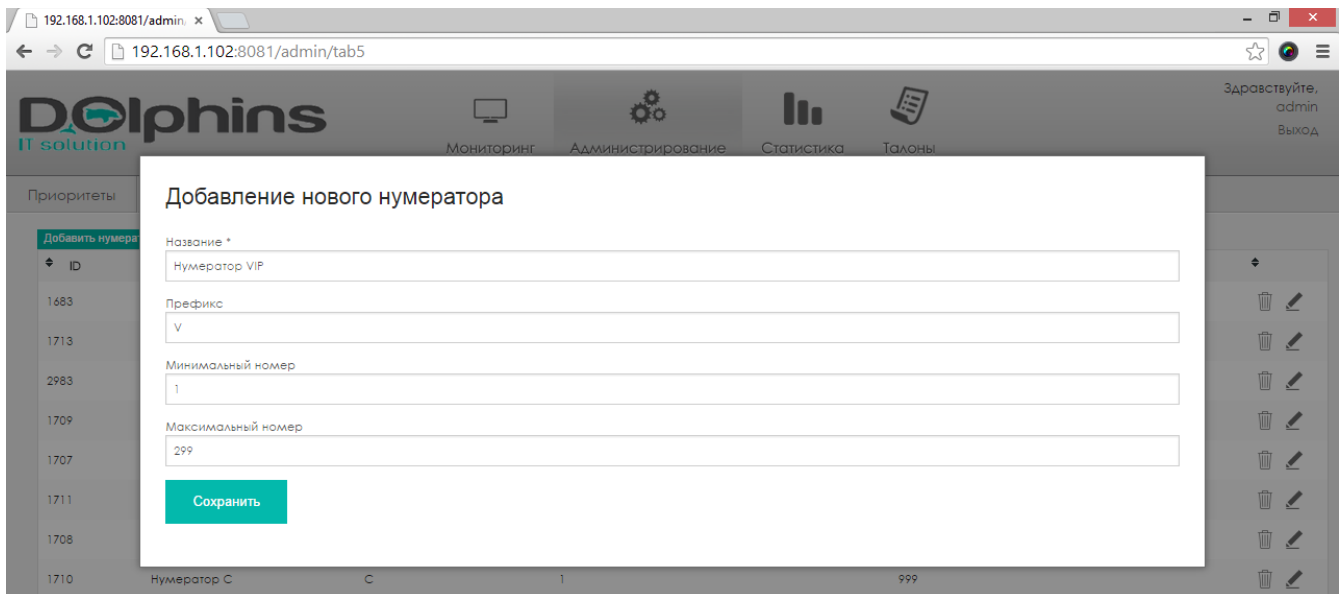 192.168.1.102:8081/admin/
192.168.1.102:8081/admin/tab5
Dolphins
IT solution
Мониторинг
Администрирование
Статистика
Талоны
Здравствуйте,
admin
Выход
Приоритеты
Добавить нумера
ID
1683
1713
2983
1709
1707
1711
1708
1710 Нумератор C C 1 999
Добавление нового нумератора
Название *
Нумератор VIP
Префикс
V
Минимальный номер
1
Максимальный номер
299
Сохранить